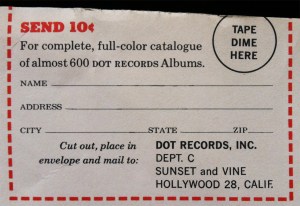 SEND 10¢
For complete, full-color catalogue
of almost 600 DOT RECORDS Albums.
TAPE
DIME
HERE
NAME
ADDRESS
CITY STATE ZIP
Cut out, place in
envelope and mail to:
DOT RECORDS, INC.
DEPT. C
SUNSET and VINE
HOLLYWOOD 28, CALIF.